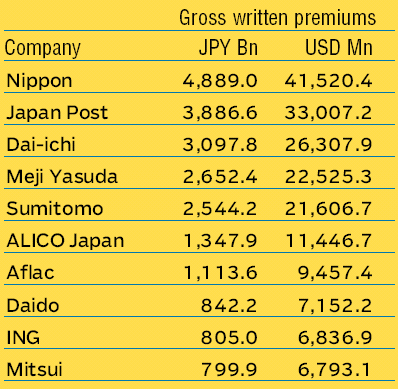 Gross written premiums
Company JPY Bn USD Mn
Nippon 4,889.0 41,520.4
Japan Post 3,886.6 33,007.2
Dai-ichi 3,097.8 26,307.9
Meji Yasuda 2,652.4 22,525.3
Sumitomo 2,544.2 21,606.7
ALICO Japan 1,347.9 11,446.7
Aflac 1,113.6 9,457.4
Daido 842.2 7,152.2
ING 805.0 6,836.9
Mitsui 799.9 6,793.1